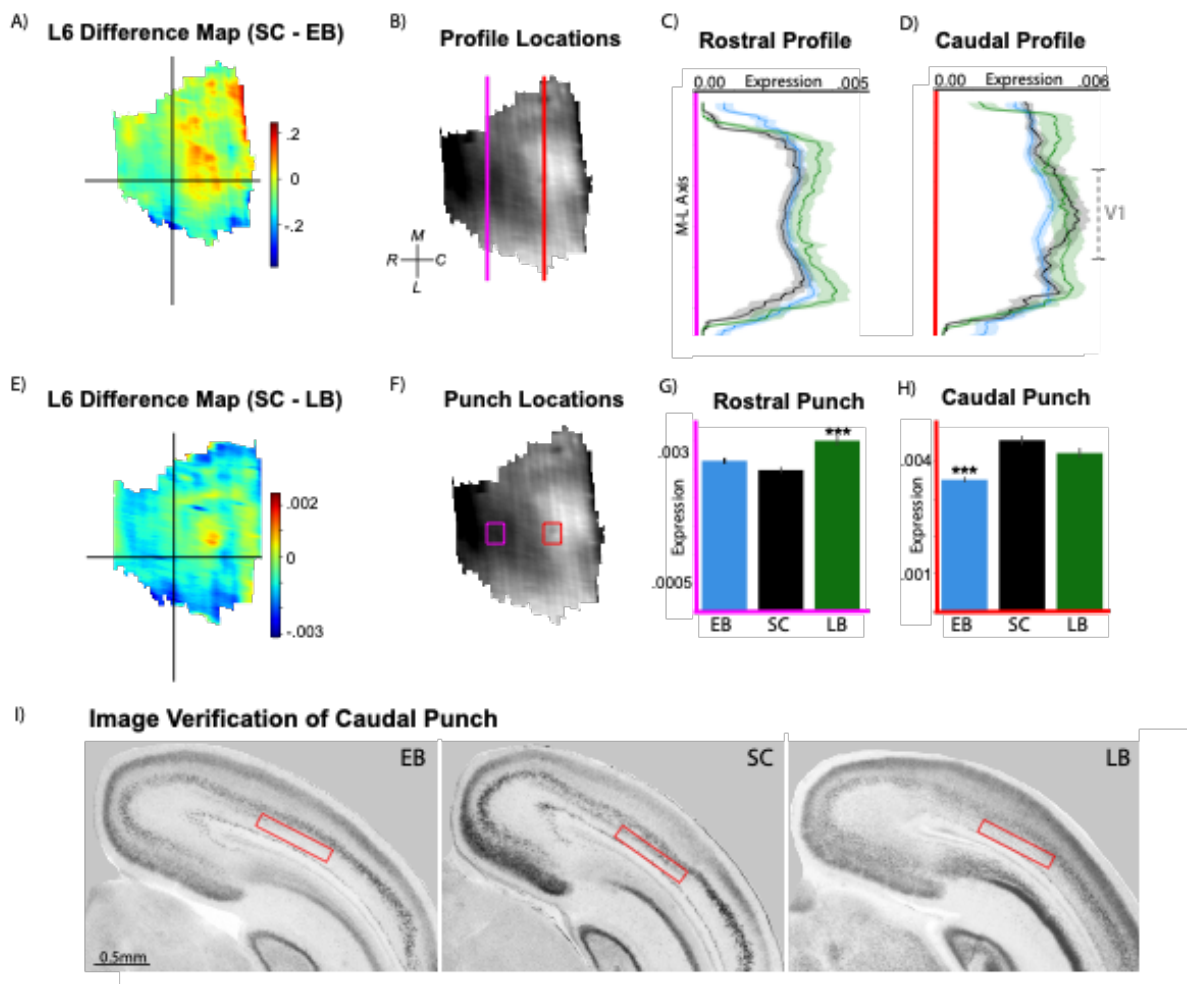 A)
L6 Difference Map (SC - EB)
.2
0
-.2
B)
Profile Locations
M
R
C
L
C)
Rostral Profile
0.00 Expression .005
M-L Axis
D)
Caudal Profile
0.00 Expression .006
V1
E)
L6 Difference Map (SC - LB)
.002
0
-.003
F)
Punch Locations
G)
Rostral Punch
***
.003
Expression
.0005
EB SC LB
H)
Caudal Punch
***
.004
Expression
.001
EB SC LB
I)
Image Verification of Caudal Punch
EB
SC
LB
0.5mm